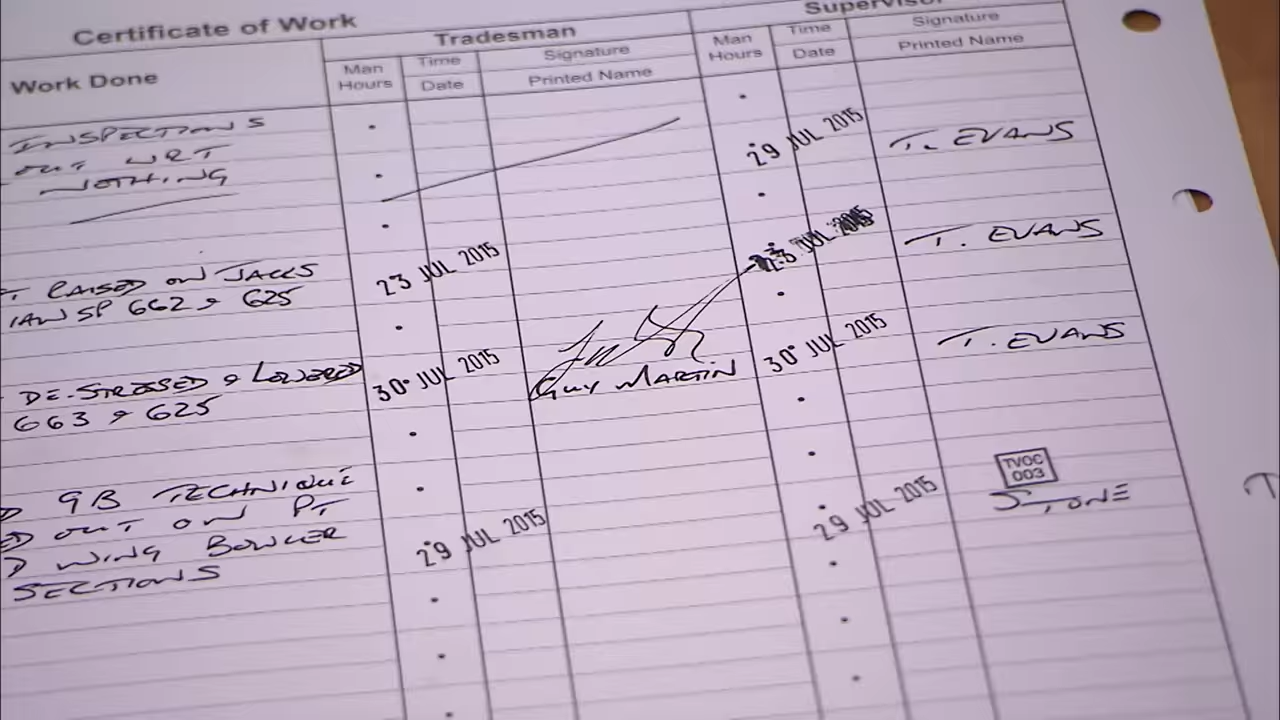 Certificate of Work
Tradesman
Supervisor
Work Done
Man Hours
Time
Date
Signature
Printed Name
Man Hours
Time
Date
Signature
Printed Name
INSPECTIONS
OUT WRT
NOTHING
29 JUL 2015 T. EVANS
RAISED ON JACKS 23 JUL 2015
IAW SP 662 & 625
T. EVANS
DE-STRESSED & LOWERED 30 JUL 2015 GUY MARTIN 30 JUL 2015 T. EVANS
663 & 625
9B TECHNIQUE
OUT ON PT
WING BOWKER 29 JUL 2015 29 JUL 2015 STONE
SECTIONS
TVOC
003